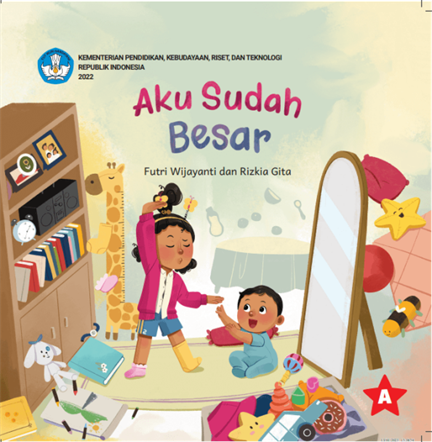 KEMENTERIAN PENDIDIKAN, KEBUDAYAAN, RISET, DAN TEKNOLOGI
REPUBLIK INDONESIA
2022
Aku Sudah
Besar
Futri Wijayanti dan Rizkia Gita
A